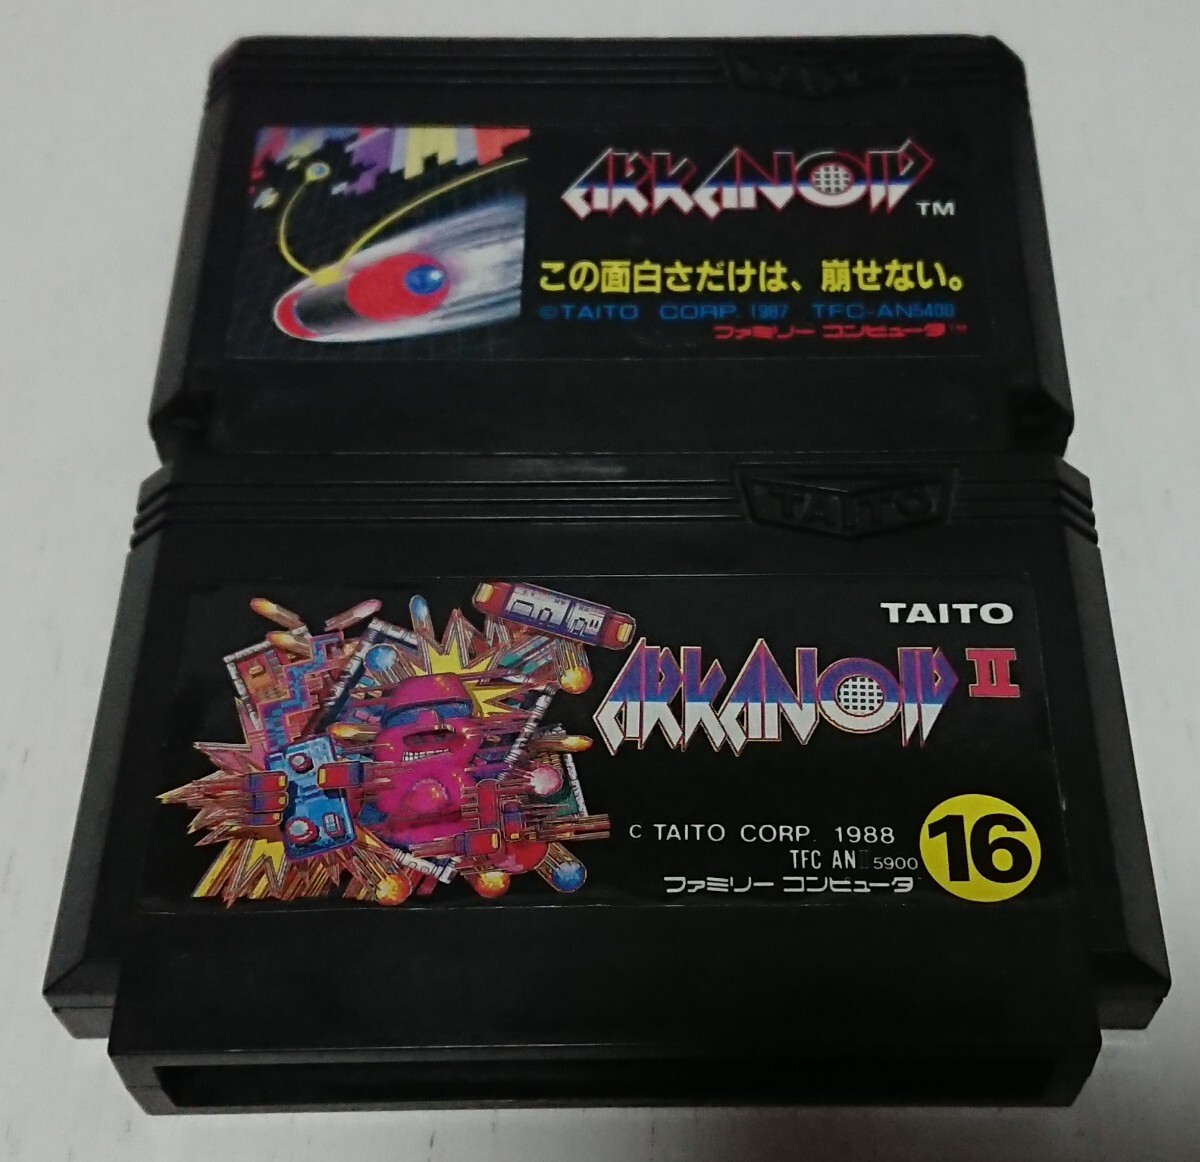 ARKANOID TM
この面白さだけは、崩せない。
©TAITO CORP. 1987 TFC-AN5400
ファミリー コンピュータ™
TAITO
TAITO
ARKANOID II
C TAITO CORP. 1988
TFC AN II 5900
16
ファミリー コンピュータ